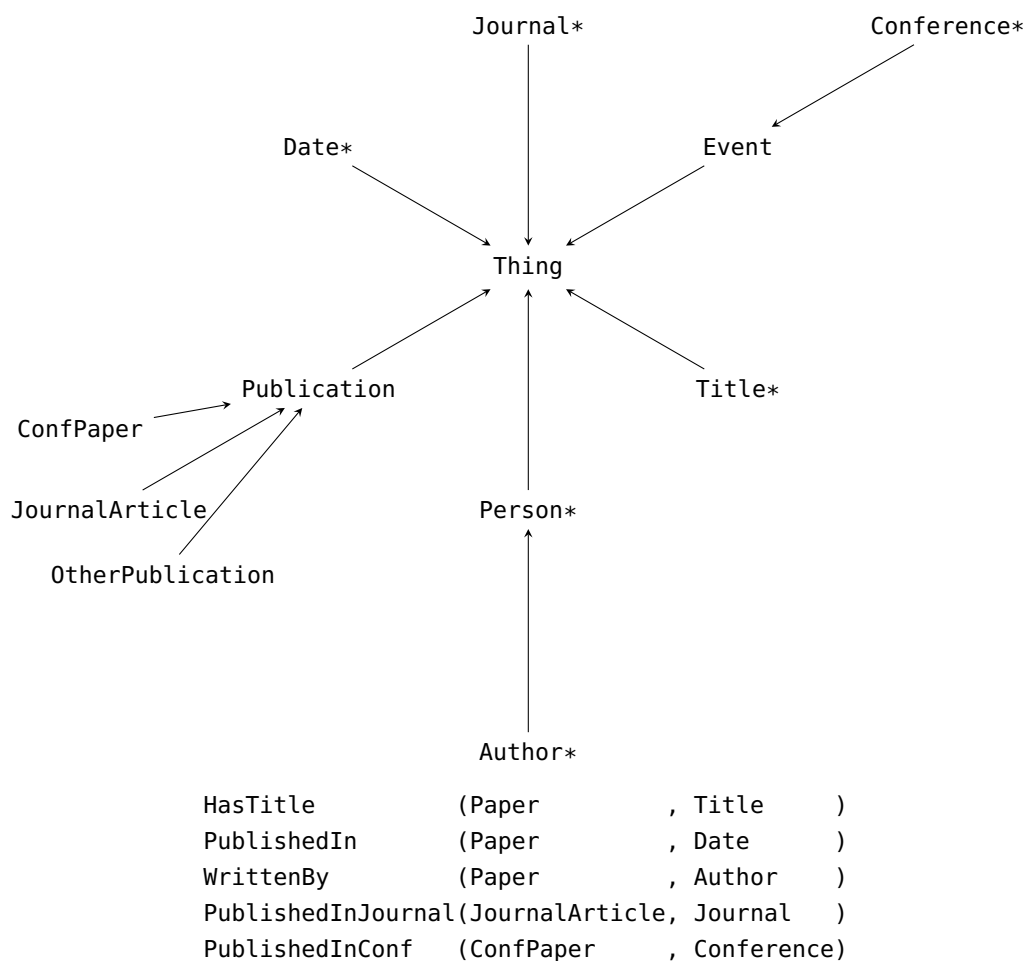 Journal*
Conference*
Date*
Event
Thing
Publication
Title*
ConfPaper
JournalArticle
Person*
OtherPublication
Author*
HasTitle (Paper , Title )
PublishedIn (Paper , Date )
WrittenBy (Paper , Author )
PublishedInJournal(JournalArticle, Journal )
PublishedInConf (ConfPaper , Conference)